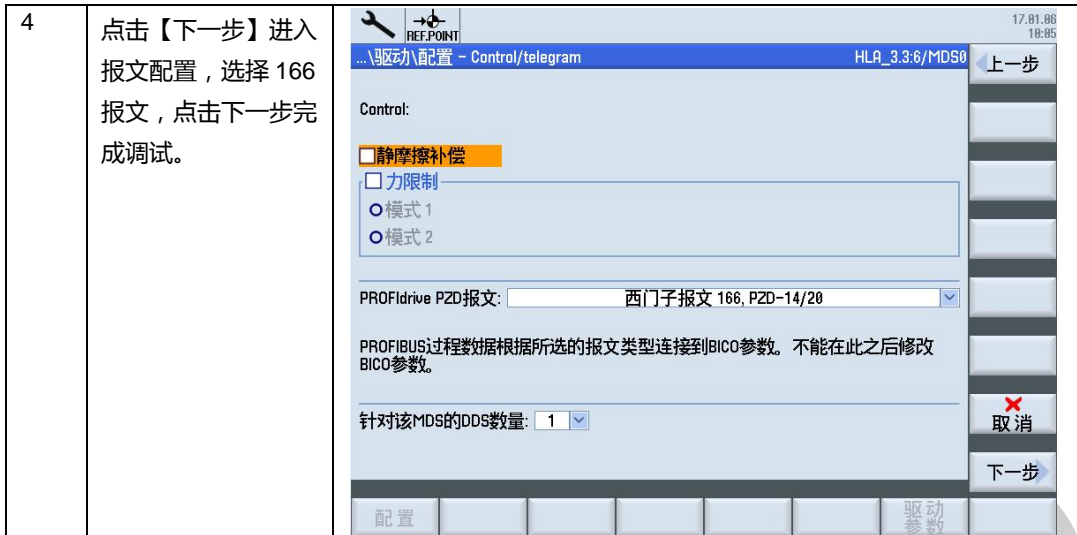 4
点击【下一步】进入
报文配置，选择 166
报文，点击下一步完
成调试。
REF.POINT
17.01.06
10:05
...\驱动\配置 - Control/telegram
HLA_3.3:6/MDS0
上一步
Control:
静摩擦补偿
力限制
模式 1
模式 2
PROFIdrive PZD报文:
西门子报文 166, PZD-14/20
PROFIBUS过程数据根据所选的报文类型连接到BICO参数。不能在此之后修改
BICO参数。
取消
针对该MDS的DDS数量: 1
下一步
配置
驱动
参数